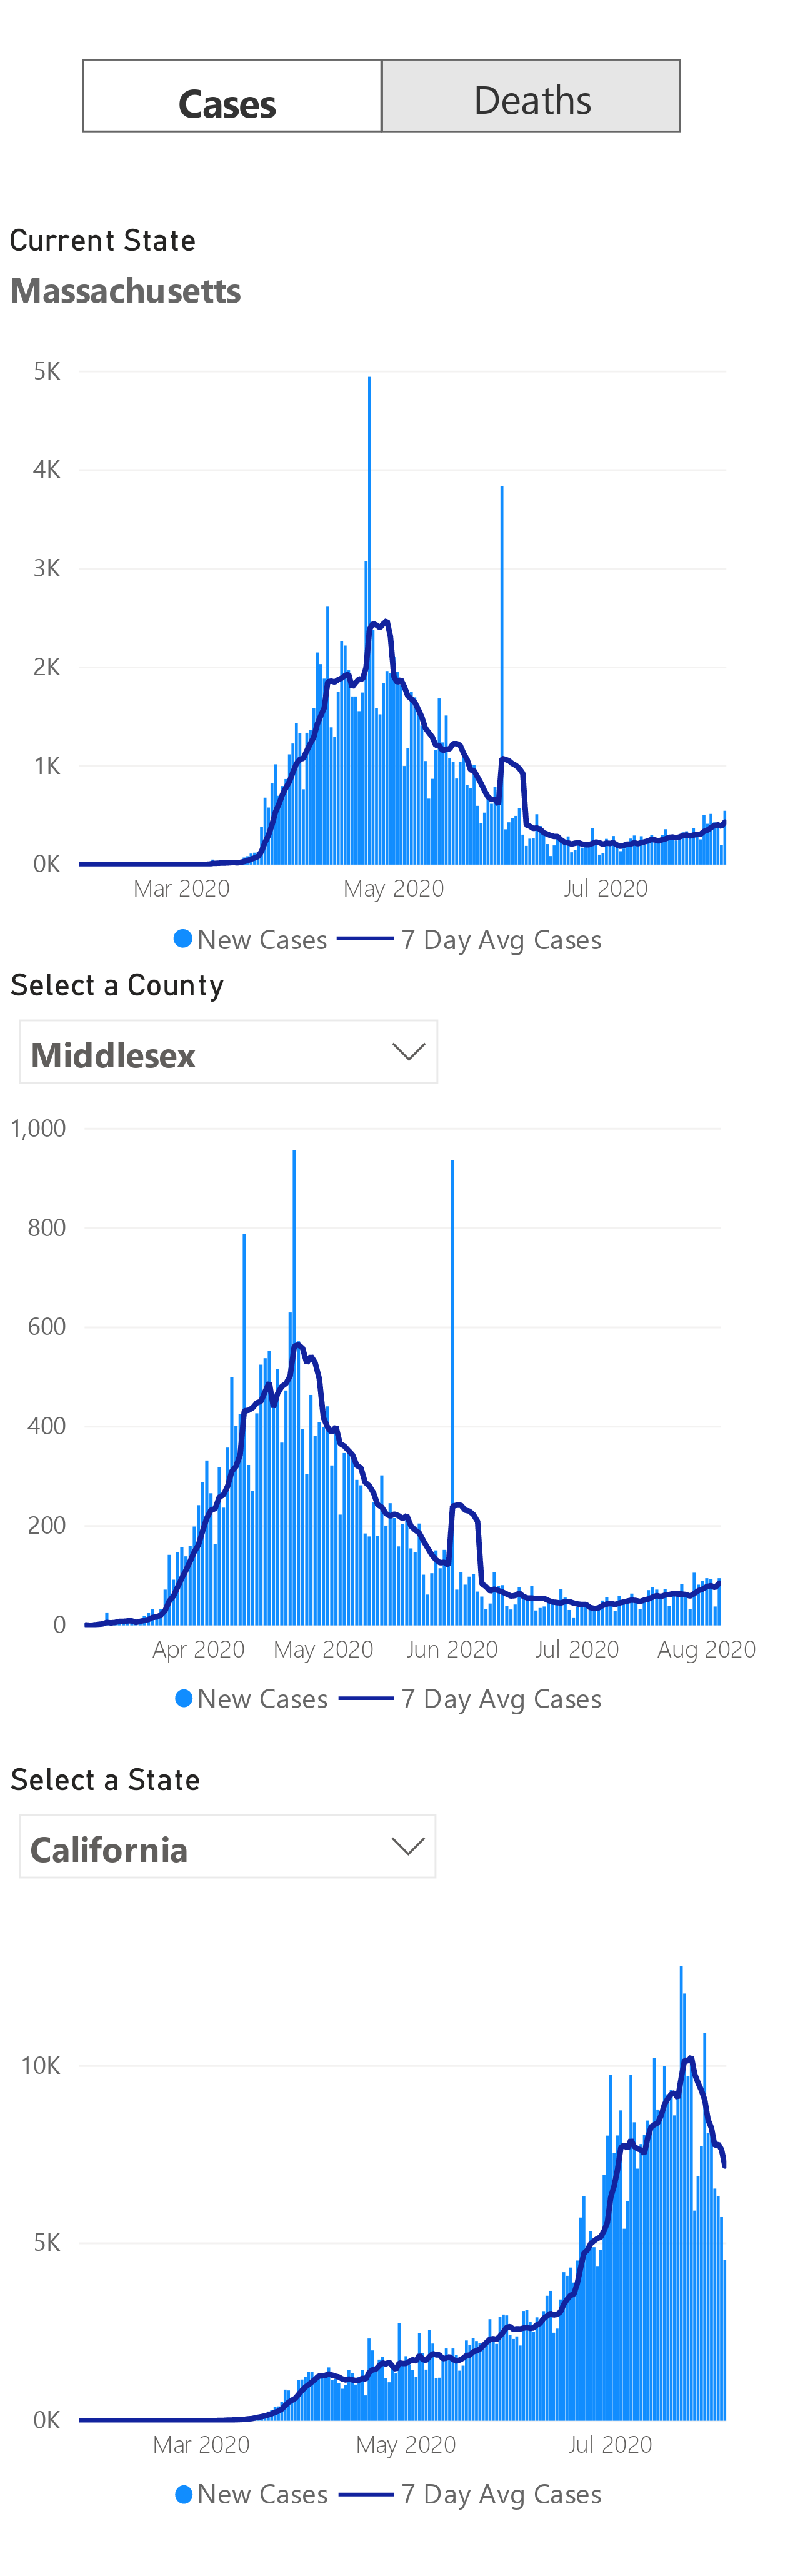 Cases Deaths
Current State
Massachusetts
5K
4K
3K
2K
1K
0K
Mar 2020 May 2020 Jul 2020
New Cases 7 Day Avg Cases
Select a County
Middlesex
1,000
800
600
400
200
0
Apr 2020 May 2020 Jun 2020 Jul 2020 Aug 2020
New Cases 7 Day Avg Cases
Select a State
California
10K
5K
0K
Mar 2020 May 2020 Jul 2020
New Cases 7 Day Avg Cases